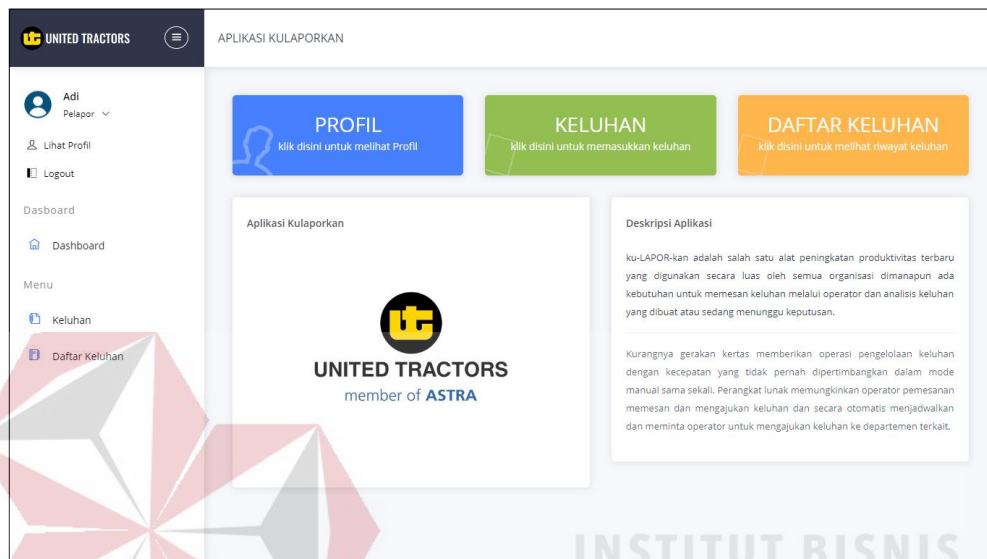 UNITED TRACTORS
APLIKASI KULAPORKAN
Adi
Pelapor
Lihat Profil
Logout
Dasboard
Dashboard
Menu
Keluhan
Daftar Keluhan
PROFIL
klik disini untuk melihat Profil
KELUHAN
klik disini untuk memasukkan keluhan
DAFTAR KELUHAN
klik disini untuk melihat riwayat keluhan
Aplikasi Kulaporkan
ut
UNITED TRACTORS
member of ASTRA
Deskripsi Aplikasi
ku-LAPOR-kan adalah salah satu alat peningkatan produktivitas terbaru
yang digunakan secara luas oleh semua organisasi dimanapun ada
kebutuhan untuk memesan keluhan melalui operator dan analisis keluhan
yang dibuat atau sedang menunggu keputusan.
Kurangnya gerakan kertas memberikan operasi pengelolaan keluhan
dengan kecepatan yang tidak pernah dipertimbangkan dalam mode
manual sama sekali. Perangkat lunak memungkinkan operator pemesanan
memesan dan mengajukan keluhan dan secara otomatis menjadwalkan
dan meminta operator untuk mengajukan keluhan ke departemen terkait.
INSTITUT BISNIS